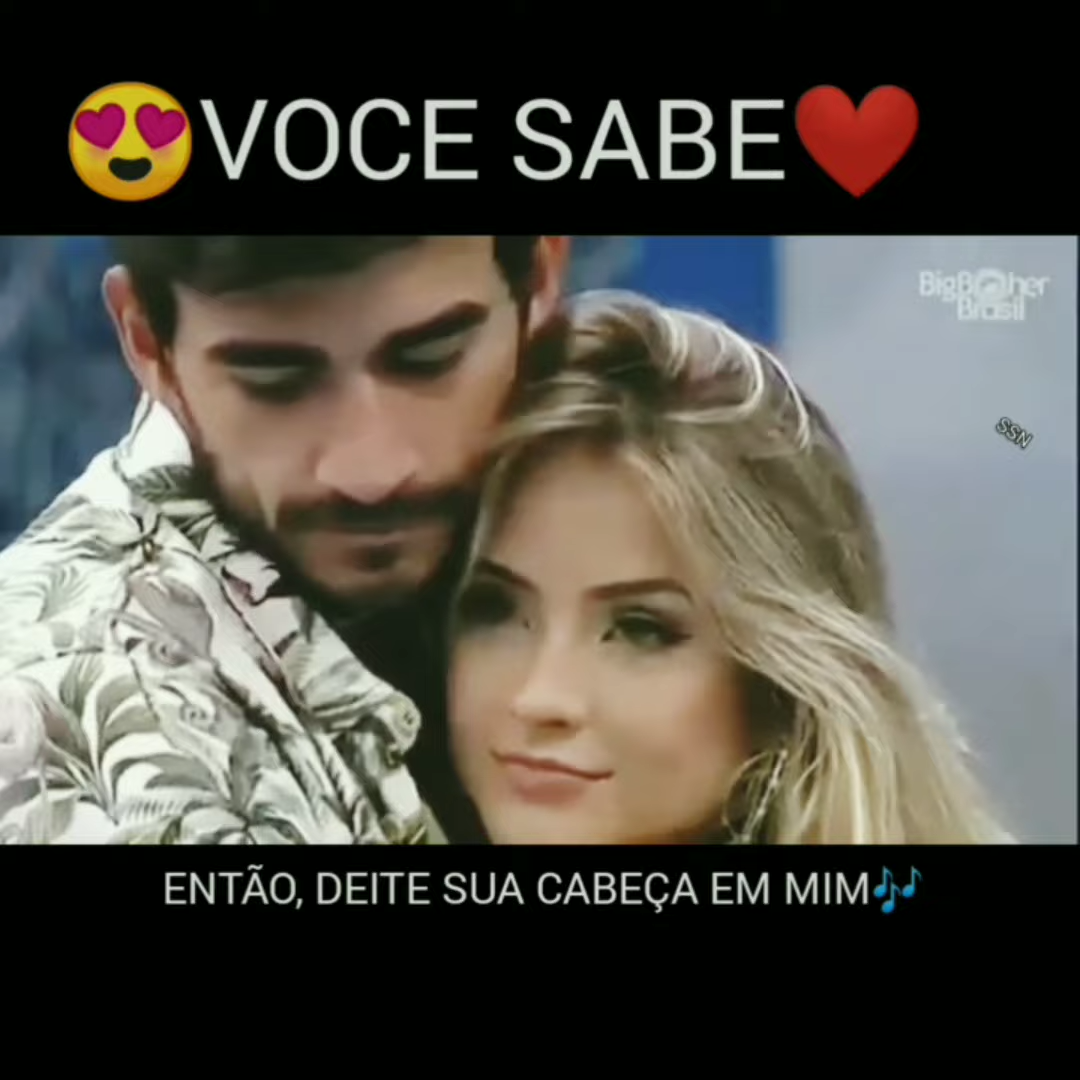 😍VOCE SABE❤️
Big Brother
Brasil
SSN
ENTÃO, DEITE SUA CABEÇA EM MIM🎶